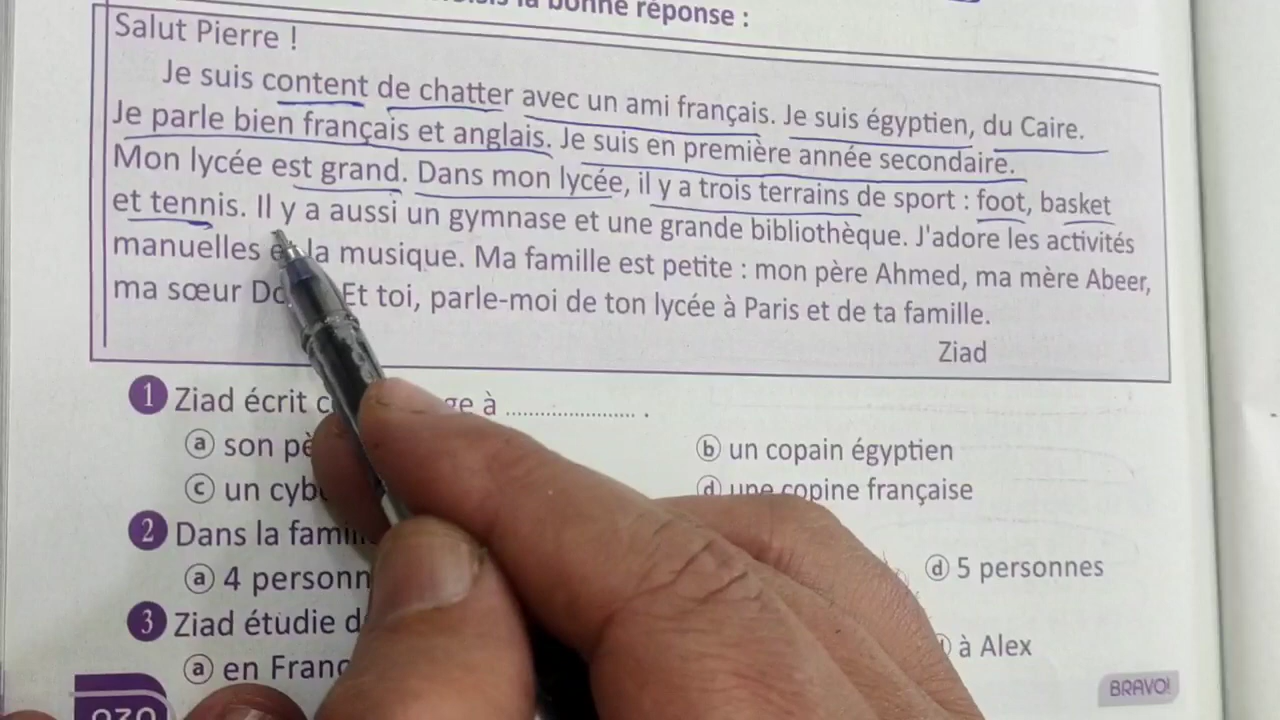 la bonne réponse :
Salut Pierre !
Je suis content de chatter avec un ami français. Je suis égyptien, du Caire.
Je parle bien français et anglais. Je suis en première année secondaire.
Mon lycée est grand. Dans mon lycée, il y a trois terrains de sport : foot, basket
et tennis. Il y a aussi un gymnase et une grande bibliothèque. J'adore les activités
manuelles et la musique. Ma famille est petite : mon père Ahmed, ma mère Abeer,
ma sœur Et toi, parle-moi de ton lycée à Paris et de ta famille.
Ziad
1 Ziad écrit à ...................... .
a son b un copain égyptien
c un d une copine française
2 Dans la
a 4 d 5 personnes
3 Ziad étudie
a en à Alex
BRAVO!